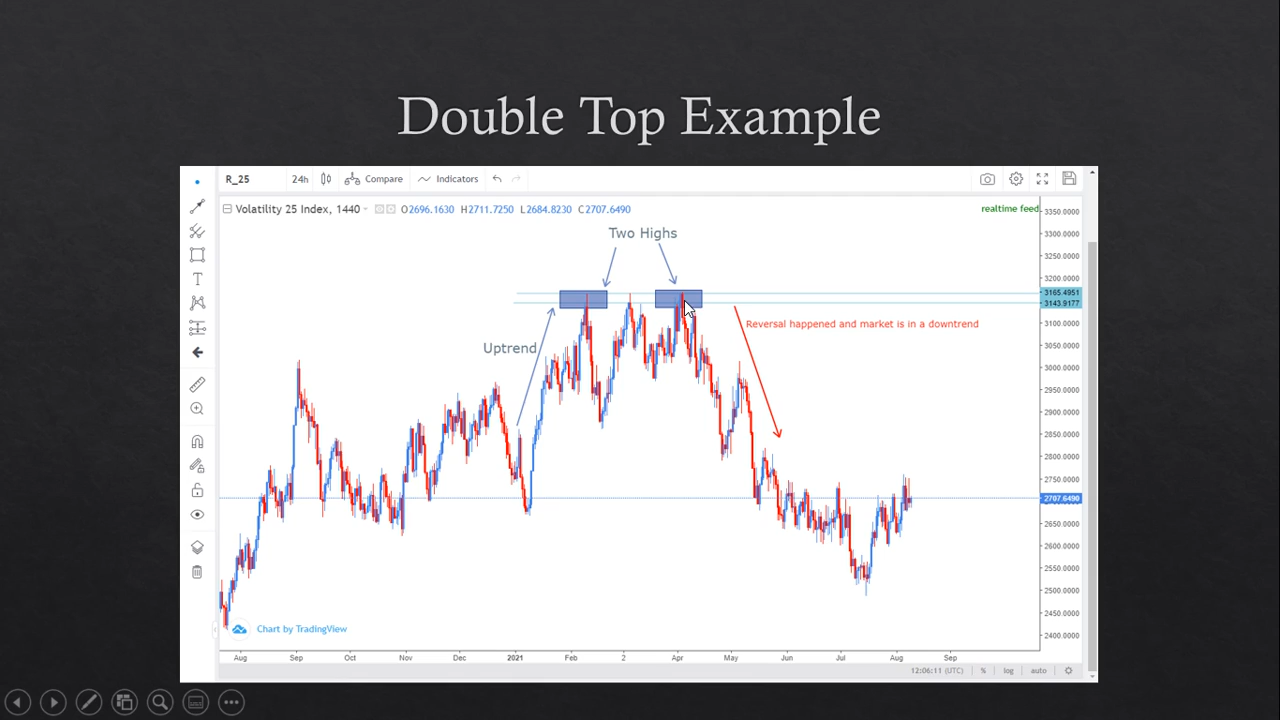 Double Top Example
R_25 24h Compare Indicators
Volatility 25 Index, 1440 O2696.1630 H2711.7250 L2684.8230 C2707.6490
realtime feed
Two Highs
Uptrend
Reversal happened and market is in a downtrend
3350.0000
3300.0000
3250.0000
3200.0000
3165.4951
3143.9177
3100.0000
3050.0000
3000.0000
2950.0000
2900.0000
2850.0000
2800.0000
2750.0000
2707.6490
2650.0000
2600.0000
2550.0000
2500.0000
2450.0000
2400.0000
Chart by TradingView
Aug Sep Oct Nov Dec 2021 Feb 2 Apr May Jun Jul Aug Sep
12:06:11 (UTC) % log auto